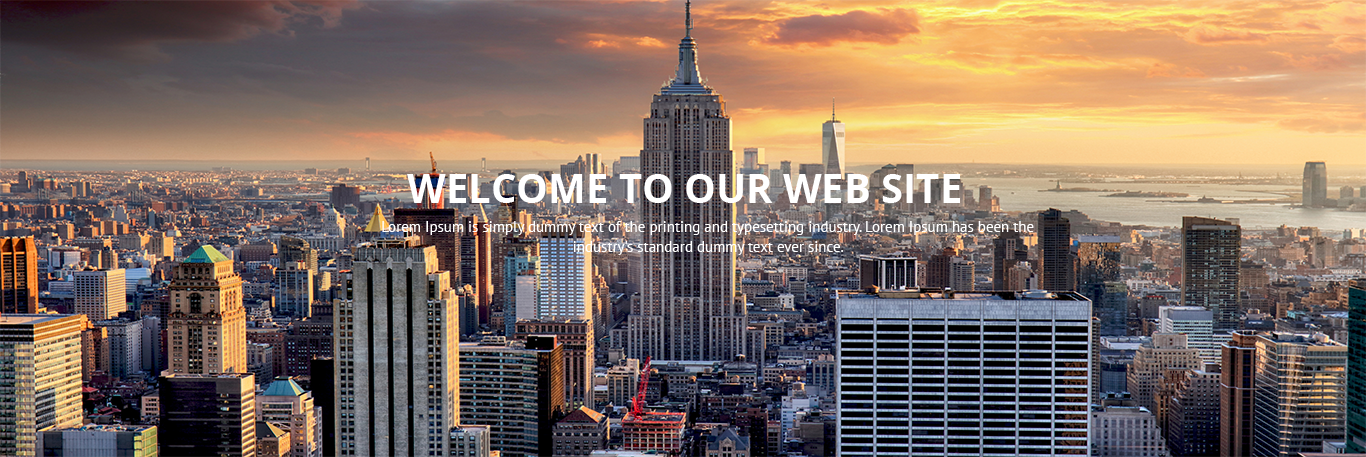 WELCOME TO OUR WEB SITE
Lorem Ipsum is simply dummy text of the printing and typesetting industry. Lorem Ipsum has been the
industry's standard dummy text ever since.